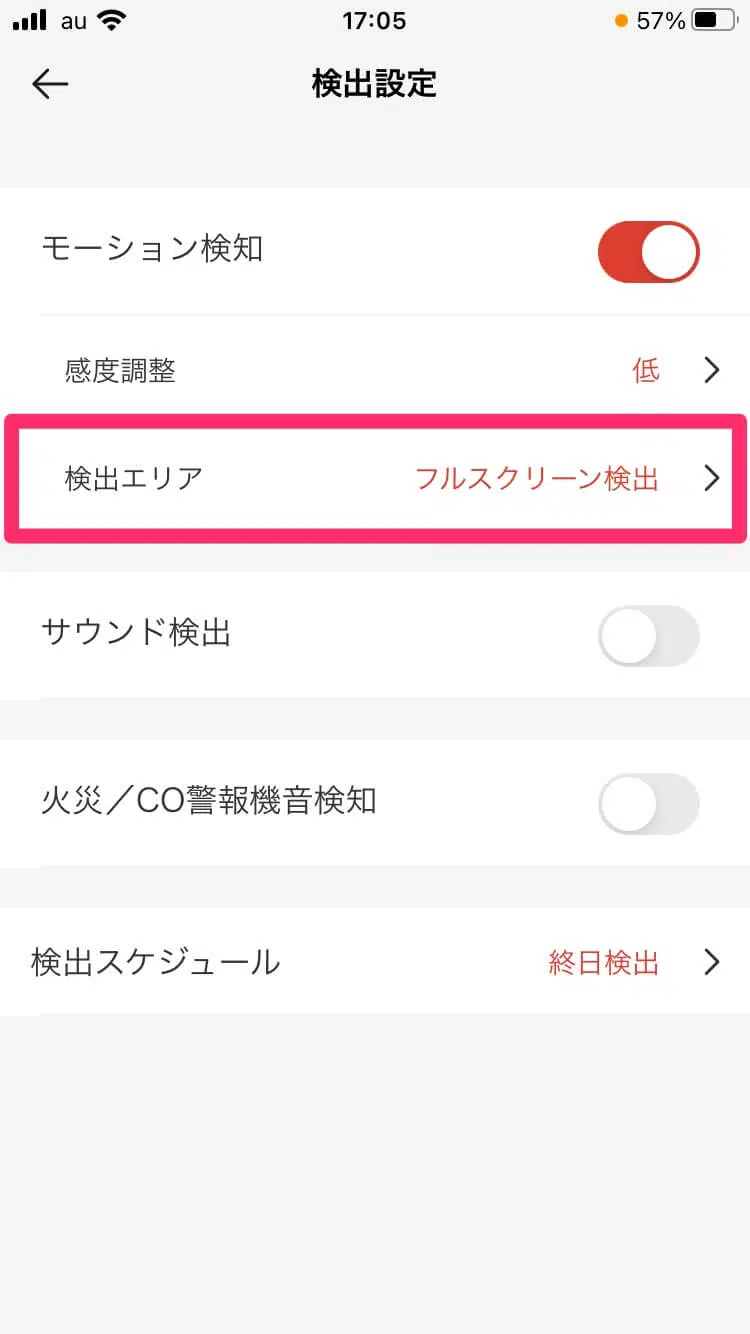 au 17:05 57%
検出設定
モーション検知
感度調整 低
検出エリア フルスクリーン検出
サウンド検出
火災／CO警報機音検知
検出スケジュール 終日検出